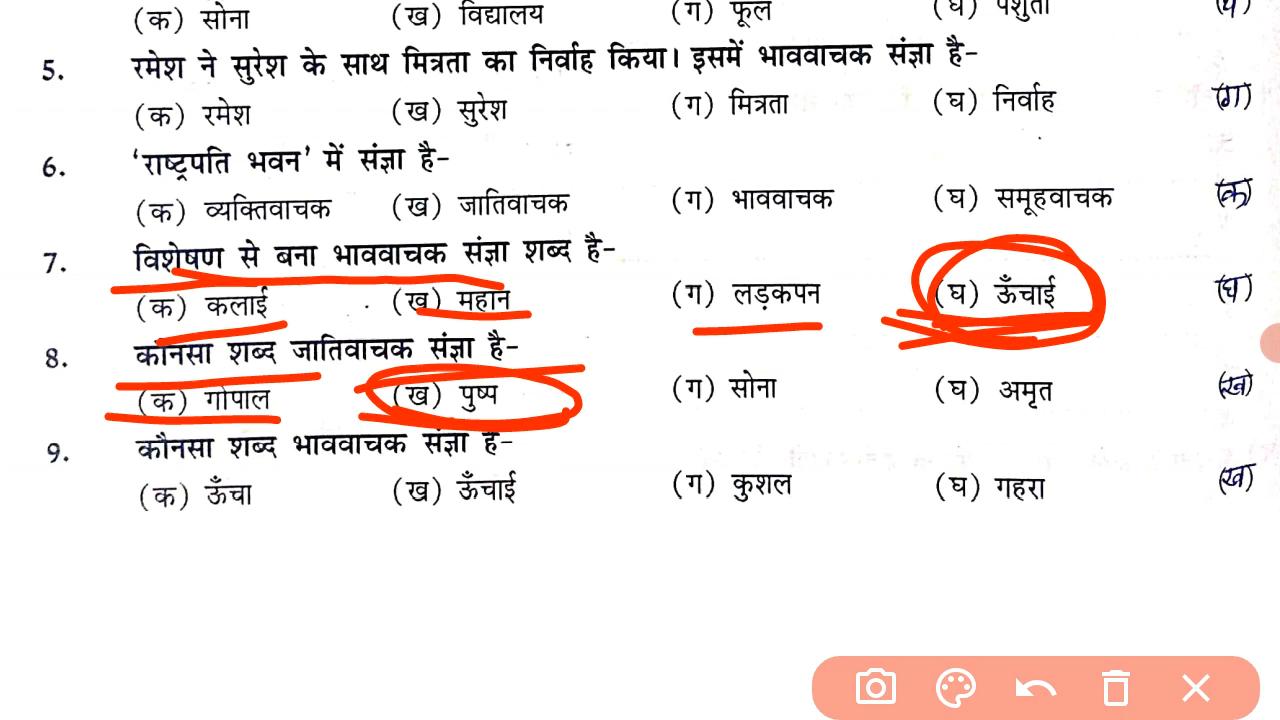 (क) सोना (ख) विद्यालय (ग) फूल (घ) पशुता (घ)
5. रमेश ने सुरेश के साथ मित्रता का निर्वाह किया। इसमें भाववाचक संज्ञा है-
(क) रमेश (ख) सुरेश (ग) मित्रता (घ) निर्वाह (ग)
6. 'राष्ट्रपति भवन' में संज्ञा है-
(क) व्यक्तिवाचक (ख) जातिवाचक (ग) भाववाचक (घ) समूहवाचक (क)
7. विशेषण से बना भाववाचक संज्ञा शब्द है-
(क) कलाई (ख) महान (ग) लड़कपन (घ) ऊँचाई (घ)
8. कौनसा शब्द जातिवाचक संज्ञा है-
(क) गोपाल (ख) पुष्प (ग) सोना (घ) अमृत (ख)
9. कौनसा शब्द भाववाचक संज्ञा है-
(क) ऊँचा (ख) ऊँचाई (ग) कुशल (घ) गहरा (ख)